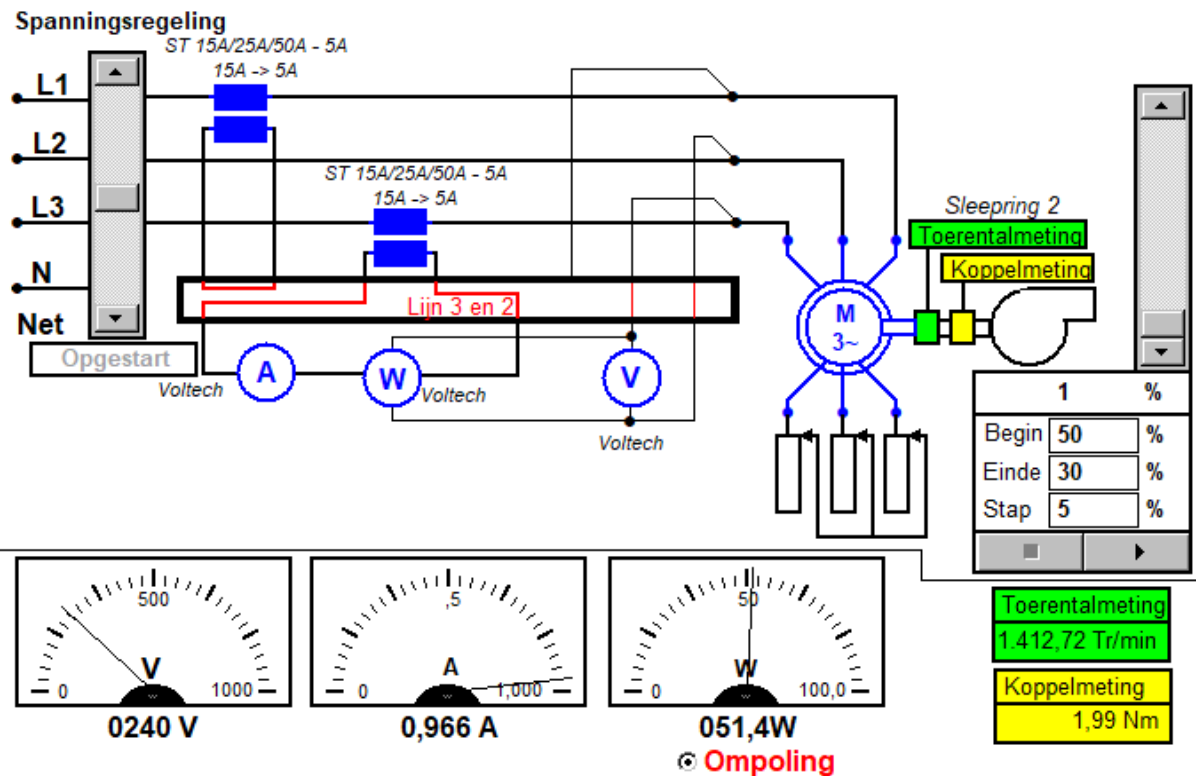 Spanningsregeling
ST 15A/25A/50A - 5A
15A -> 5A
L1
L2
ST 15A/25A/50A - 5A
15A -> 5A
L3
Sleepring 2
Toerentalmeting
Koppelmeting
N
Lijn 3 en 2
Net
M
3~
Opgestart
A
W
V
Voltech
Voltech
Voltech
1 %
Begin 50 %
Einde 30 %
Stap 5 %
500
V
0 1000
0240 V
,5
A
0 1,000
0,966 A
50
W
0 100,0
051,4W
Ompoling
Toerentalmeting
1.412,72 Tr/min
Koppelmeting
1,99 Nm